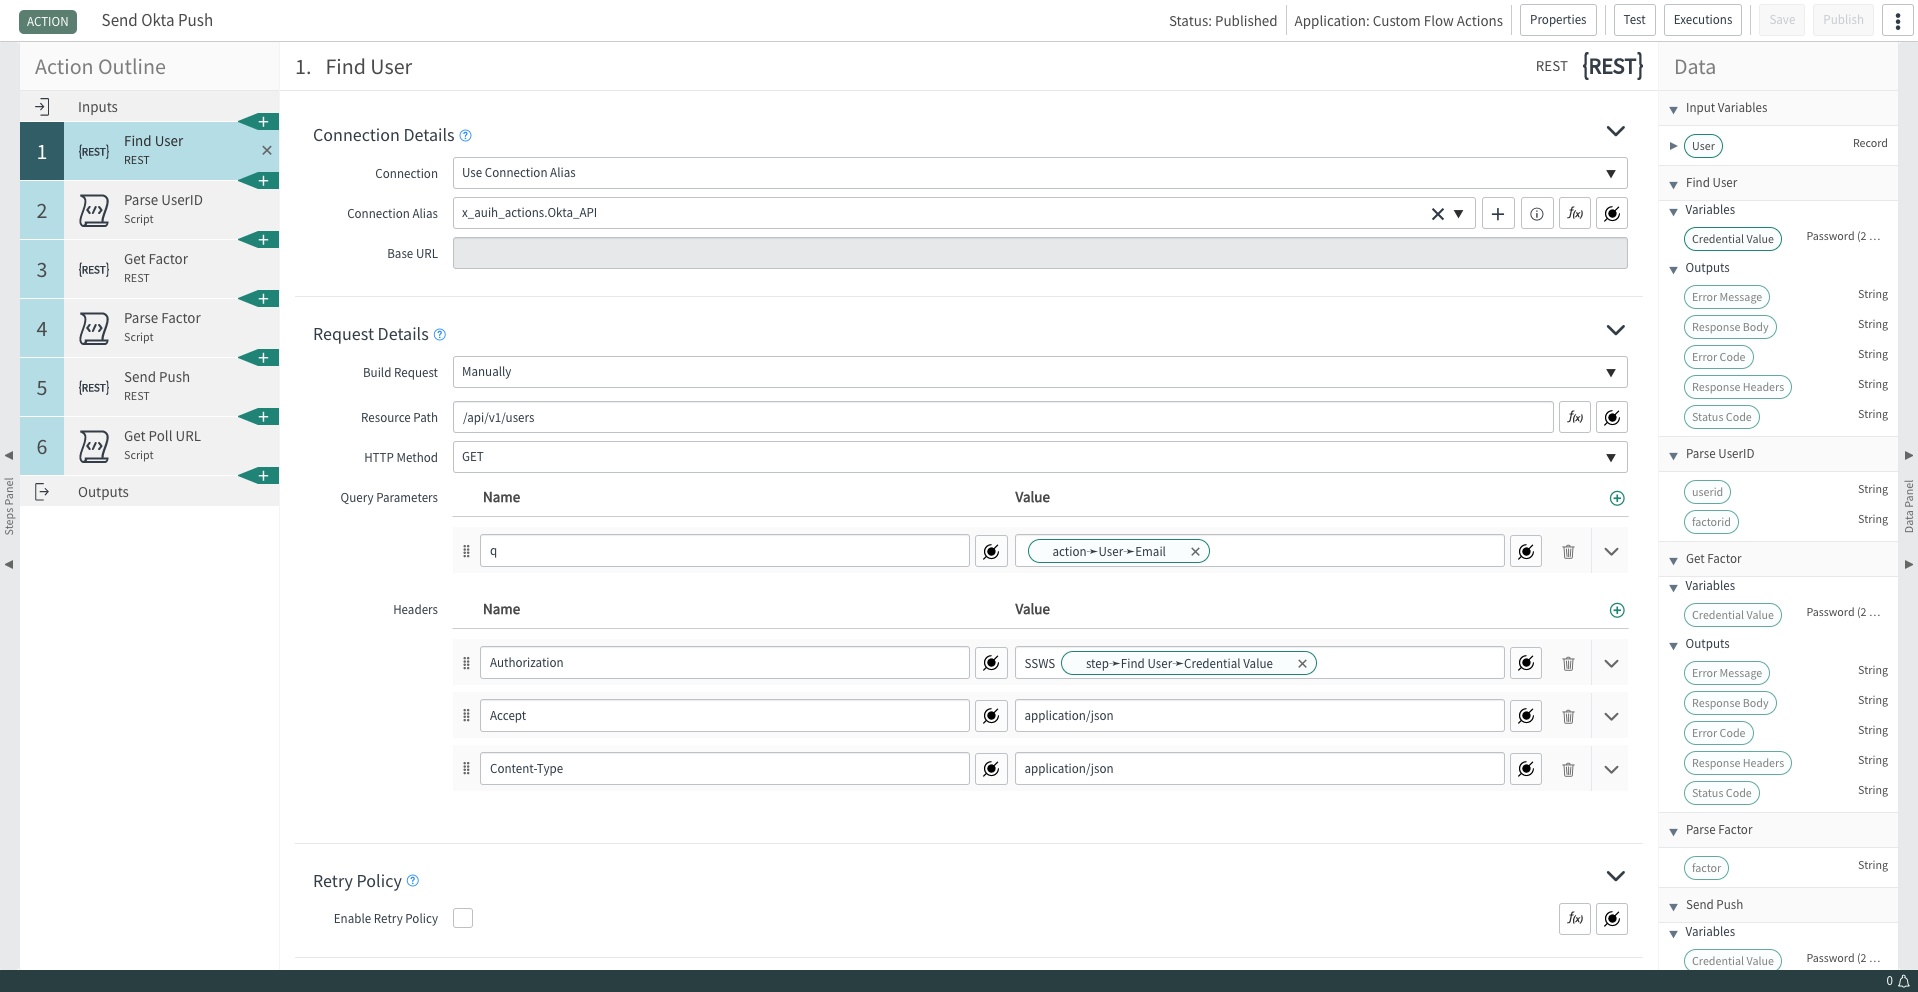 ACTION Send Okta Push Status: Published Application: Custom Flow Actions Properties Test Executions Save Publish
Action Outline
Inputs
1 {REST} Find User
REST
2 Parse UserID
Script
3 {REST} Get Factor
REST
4 Parse Factor
Script
5 {REST} Send Push
REST
6 Get Poll URL
Script
Outputs
Steps Panel
1. Find User REST {REST}
Connection Details ?
Connection Use Connection Alias
Connection Alias x_auih_actions.Okta_API f(x)
Base URL
Request Details ?
Build Request Manually
Resource Path /api/v1/users f(x)
HTTP Method GET
Query Parameters Name Value
q action➛User➛Email
Headers Name Value
Authorization SSWS step➛Find User➛Credential Value
Accept application/json
Content-Type application/json
Retry Policy ?
Enable Retry Policy f(x)
Data
Input Variables
User Record
Find User
Variables
Credential Value Password (2 ...
Outputs
Error Message String
Response Body String
Error Code String
Response Headers String
Status Code String
Parse UserID
userid String
factorid String
Get Factor
Variables
Credential Value Password (2 ...
Outputs
Error Message String
Response Body String
Error Code String
Response Headers String
Status Code String
Parse Factor
factor String
Send Push
Variables
Credential Value Password (2 ...
Data Panel
0